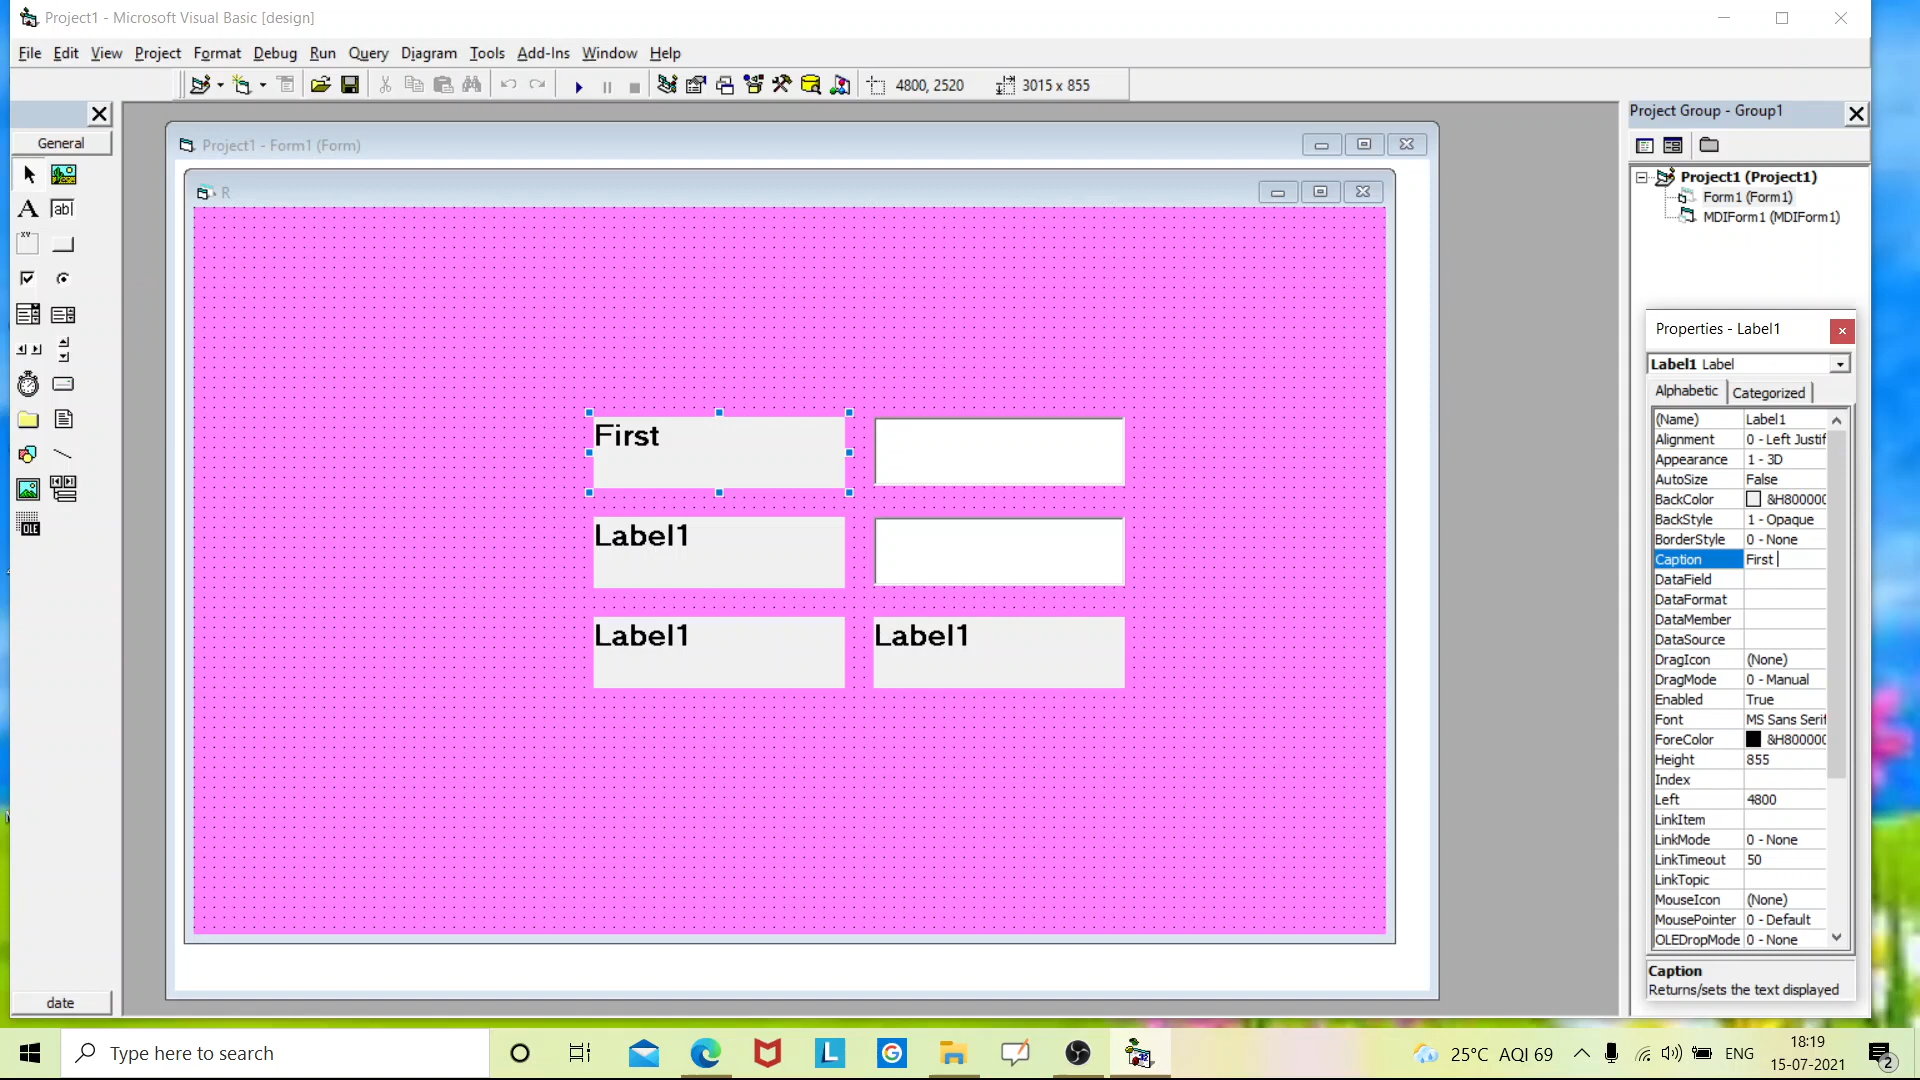 Project1 - Microsoft Visual Basic [design]
File Edit View Project Format Debug Run Query Diagram Tools Add-Ins Window Help
4800, 2520 3015 x 855
General
A ab|
XY
OLE
date
Project1 - Form1 (Form)
R
First
Label1
Label1 Label1
Project Group - Group1
Project1 (Project1)
Form1 (Form1)
MDIForm1 (MDIForm1)
Properties - Label1
Label1 Label
Alphabetic Categorized
(Name) Label1
Alignment 0 - Left Justif
Appearance 1 - 3D
AutoSize False
BackColor &H800000
BackStyle 1 - Opaque
BorderStyle 0 - None
Caption First
DataField
DataFormat
DataMember
DataSource
DragIcon (None)
DragMode 0 - Manual
Enabled True
Font MS Sans Serif
ForeColor &H800000
Height 855
Index
Left 4800
LinkItem
LinkMode 0 - None
LinkTimeout 50
LinkTopic
MouseIcon (None)
MousePointer 0 - Default
OLEDropMode 0 - None
Caption
Returns/sets the text displayed
Type here to search
L G
25°C AQI 69 ENG
18:19
15-07-2021
2